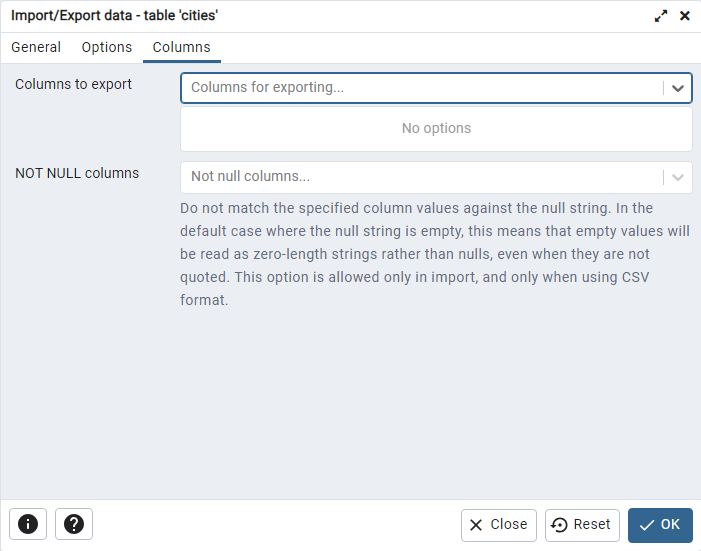 Import/Export data - table 'cities'
General Options Columns
Columns to export Columns for exporting...
No options
NOT NULL columns Not null columns...
Do not match the specified column values against the null string. In the
default case where the null string is empty, this means that empty values will
be read as zero-length strings rather than nulls, even when they are not
quoted. This option is allowed only in import, and only when using CSV
format.
Close Reset OK